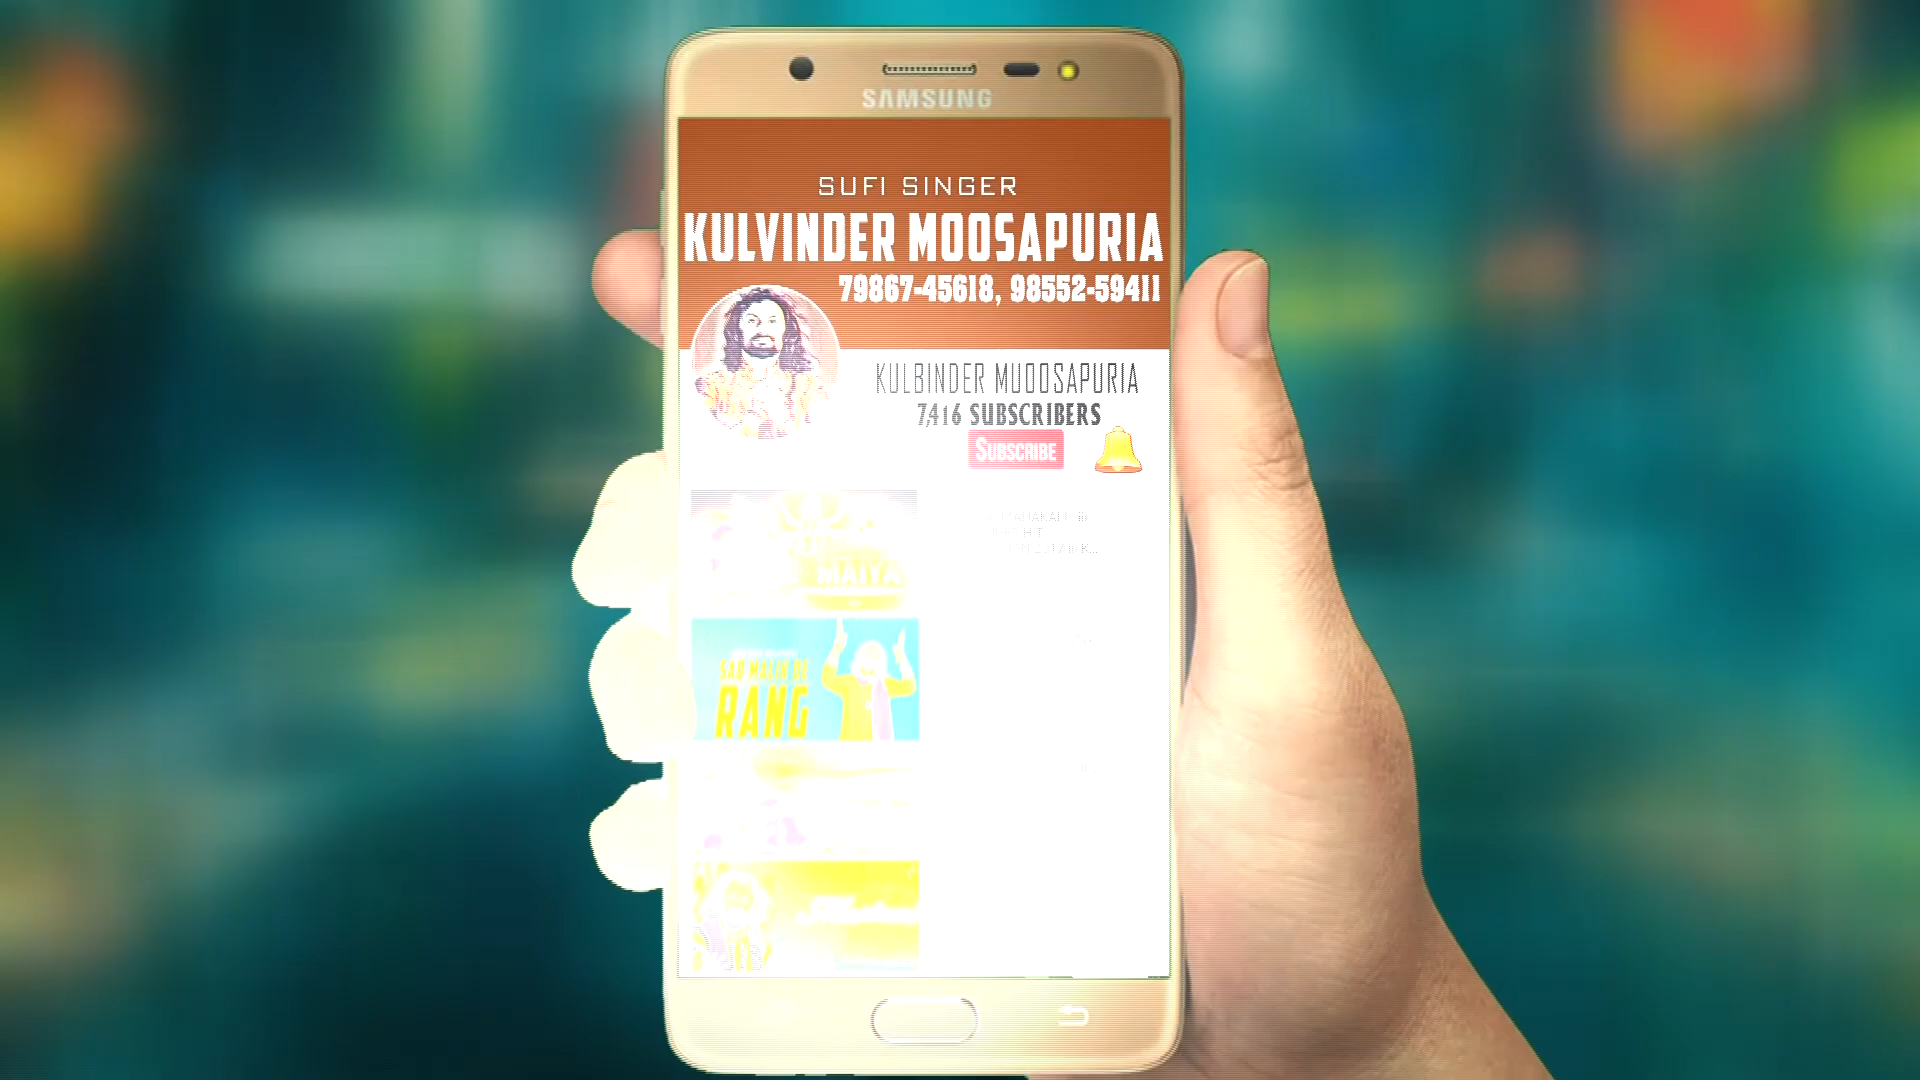 SAMSUNG
SUFI SINGER
KULVINDER MOOSAPURIA
79867-45618, 98552-59411
KULBINDER MUOOSAPURIA
7,416 SUBSCRIBERS
SUBSCRIBE
MAIYA
SAB MALIK DE
RANG